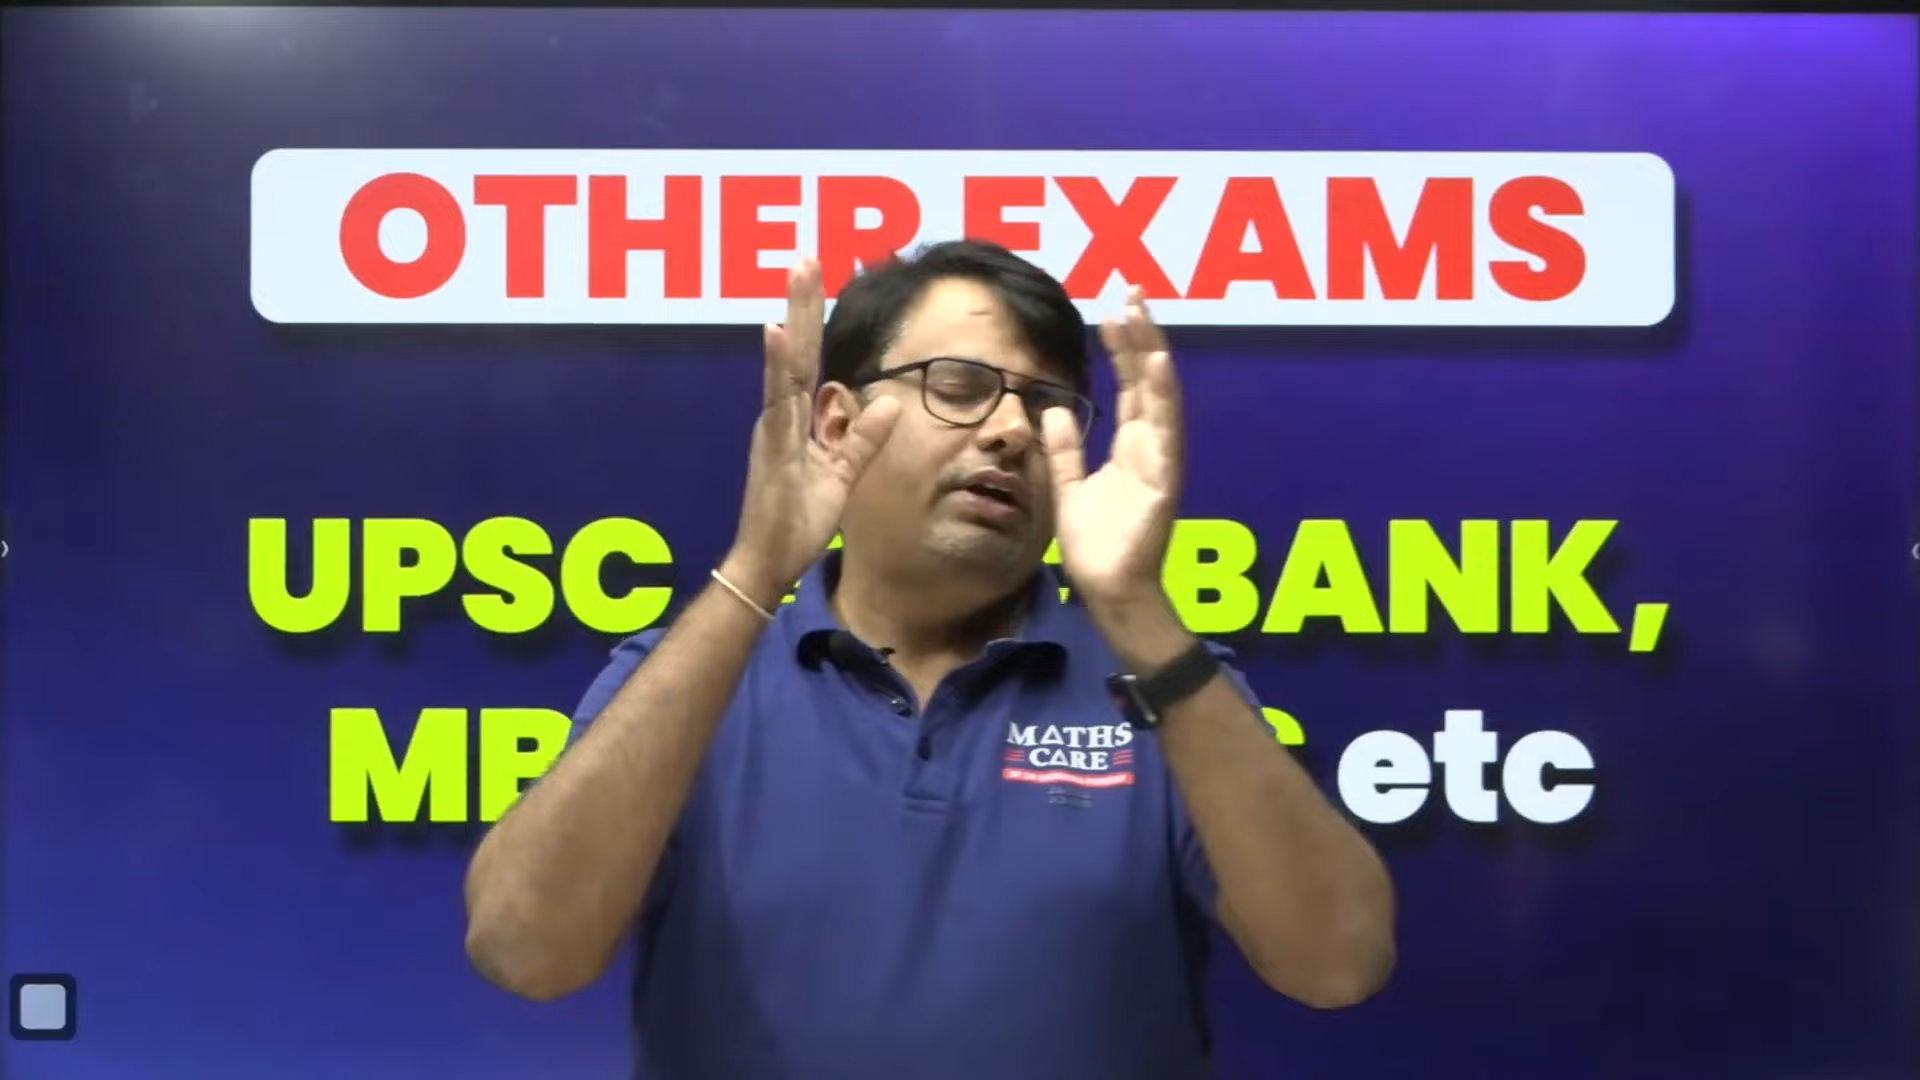 OTHER EXAMS
UPSC BANK,
etc
MATHS
CARE